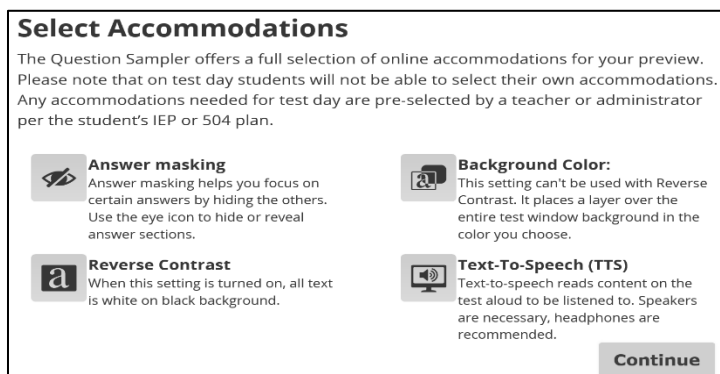 Select Accommodations
The Question Sampler offers a full selection of online accommodations for your preview.
Please note that on test day students will not be able to select their own accommodations.
Any accommodations needed for test day are pre-selected by a teacher or administrator
per the student's IEP or 504 plan.
Answer masking
Answer masking helps you focus on
certain answers by hiding the others.
Use the eye icon to hide or reveal
answer sections.
Background Color:
This setting can't be used with Reverse
Contrast. It places a layer over the
entire test window background in the
color you choose.
a
Reverse Contrast
When this setting is turned on, all text
is white on black background.
a
Text-To-Speech (TTS)
Text-to-speech reads content on the
test aloud to be listened to. Speakers
are necessary, headphones are
recommended.
Continue